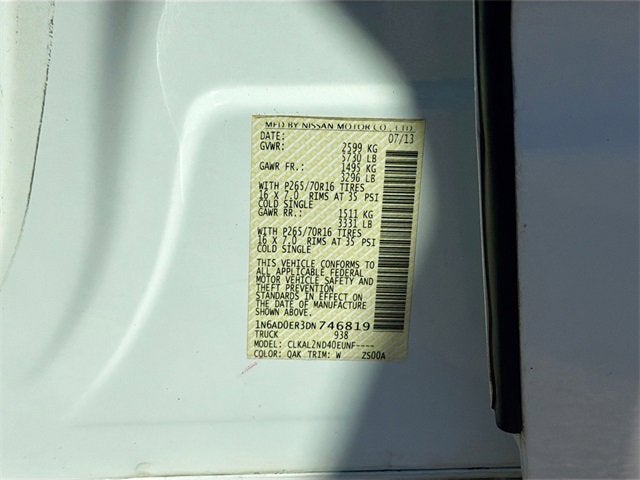 MFD BY NISSAN MOTOR CO., LTD.
DATE: 07/13
GVWR: 2599 KG
5730 LB
GAWR FR.: 1495 KG
3296 LB
WITH P265/70R16 TIRES
16 X 7.0 RIMS AT 35 PSI
COLD SINGLE
GAWR RR.: 1511 KG
3331 LB
WITH P265/70R16 TIRES
16 X 7.0 RIMS AT 35 PSI
COLD SINGLE
THIS VEHICLE CONFORMS TO
ALL APPLICABLE FEDERAL
MOTOR VEHICLE SAFETY AND
THEFT PREVENTION
STANDARDS IN EFFECT ON
THE DATE OF MANUFACTURE
SHOWN ABOVE.
1N6AD0ER3DN746819
TRUCK 938
MODEL: CLKAL2ND40EUNF----
COLOR: QAK TRIM: W ZS00A